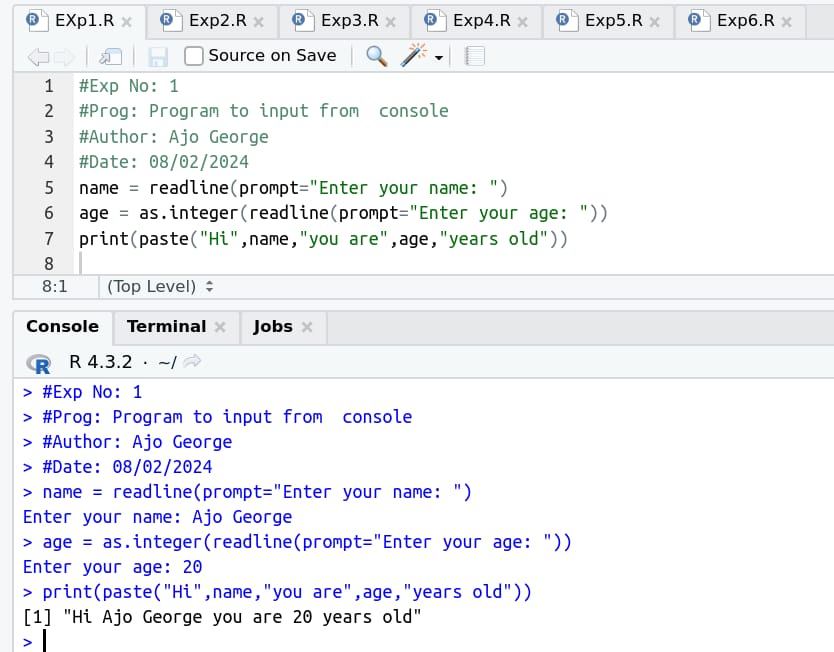 EXp1.R × Exp2.R × Exp3.R × Exp4.R × Exp5.R × Exp6.R ×
Source on Save
1 #Exp No: 1
2 #Prog: Program to input from  console
3 #Author: Ajo George
4 #Date: 08/02/2024
5 name = readline(prompt="Enter your name: ")
6 age = as.integer(readline(prompt="Enter your age: "))
7 print(paste("Hi",name,"you are",age,"years old"))
8
8:1 (Top Level)
Console Terminal × Jobs ×
R R 4.3.2 · ~/
> #Exp No: 1
> #Prog: Program to input from  console
> #Author: Ajo George
> #Date: 08/02/2024
> name = readline(prompt="Enter your name: ")
Enter your name: Ajo George
> age = as.integer(readline(prompt="Enter your age: "))
Enter your age: 20
> print(paste("Hi",name,"you are",age,"years old"))
[1] "Hi Ajo George you are 20 years old"
>